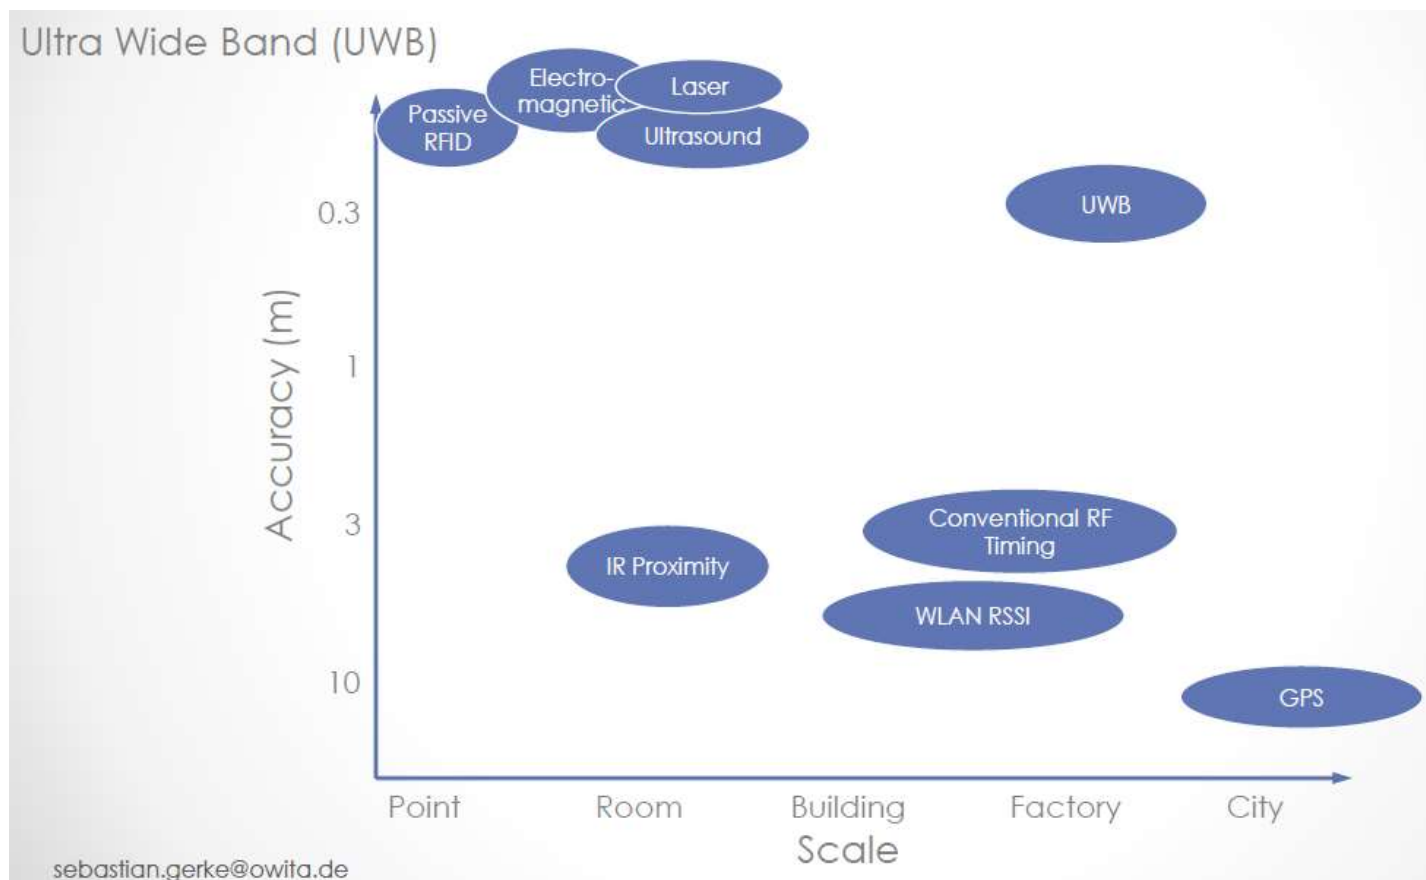 Ultra Wide Band (UWB)
Electro-
magnetic
Laser
Passive
RFID
Ultrasound
UWB
0.3
1
3
10
Accuracy (m)
Conventional RF
Timing
IR Proximity
WLAN RSSI
GPS
Point
Room
Building
Factory
City
Scale
sebastian.gerke@owita.de